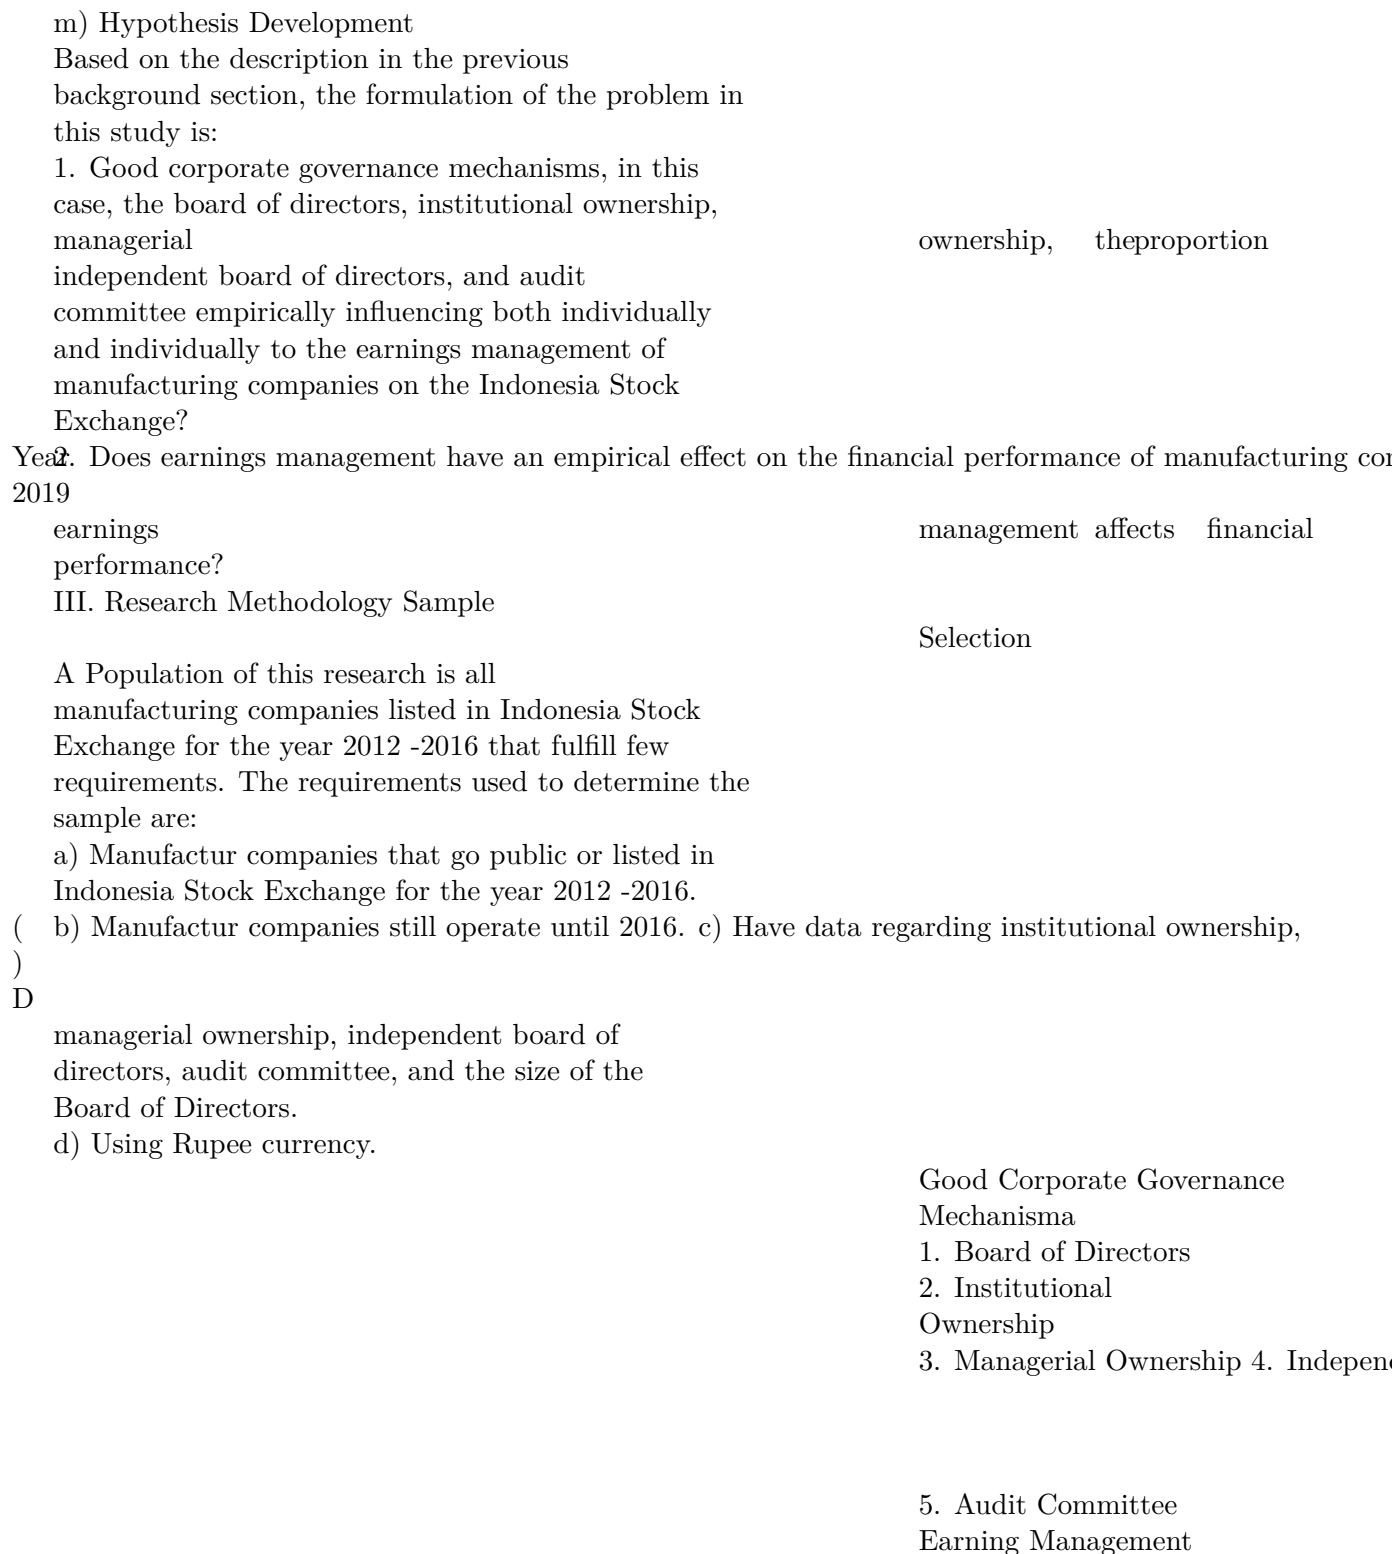 m) Hypothesis Development
Based on the description in the previous
background section, the formulation of the problem in
this study is:
1. Good corporate governance mechanisms, in this
case, the board of directors, institutional ownership,
managerial ownership, theproportion
independent board of directors, and audit
committee empirically influencing both individually
and individually to the earnings management of
manufacturing companies on the Indonesia Stock
Exchange?
Year
2. Does earnings management have an empirical effect on the financial performance of manufacturing
2019
earnings management affects financial
performance?
III. Research Methodology Sample
Selection
A Population of this research is all
manufacturing companies listed in Indonesia Stock
Exchange for the year 2012 -2016 that fulfill few
requirements. The requirements used to determine the
sample are:
a) Manufactur companies that go public or listed in
Indonesia Stock Exchange for the year 2012 -2016.
( b) Manufactur companies still operate until 2016. c) Have data regarding institutional ownership,
)
D
managerial ownership, independent board of
directors, audit committee, and the size of the
Board of Directors.
d) Using Rupee currency.
Good Corporate Governance
Mechanisma
1. Board of Directors
2. Institutional
Ownership
3. Managerial Ownership 4.
5. Audit Committee
Earning Management